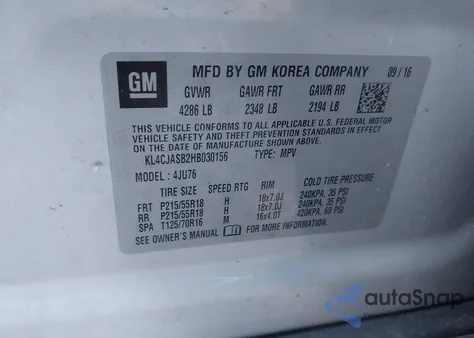 GM
MFD BY GM KOREA COMPANY 09/16
GVWR GAWR FRT GAWR RR
4286 LB 2348 LB 2194 LB
THIS VEHICLE CONFORMS TO ALL APPLICABLE U.S. FEDERAL MOTOR
VEHICLE SAFETY AND THEFT PREVENTION STANDARDS IN
EFFECT ON THE DATE OF MANUFACTURE SHOWN ABOVE.
KL4CJASB2HB030156 TYPE: MPV
MODEL : 4JU76
TIRE SIZE SPEED RTG RIM COLD TIRE PRESSURE
FRT P215/55R18 H 18x7.0J 240KPA, 35 PSI
RR P215/55R18 H 18x7.0J 240KPA, 35 PSI
SPA T125/70R16 M 16x4.0T 420KPA, 60 PSI
SEE OWNER'S MANUAL FOR MORE INFORMATION
autoSnap